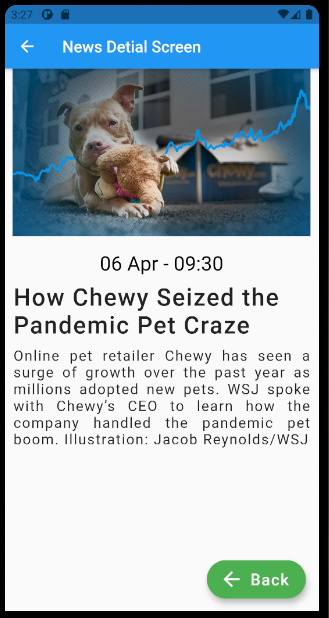 3:27
News Detial Screen
chewy
06 Apr - 09:30
How Chewy Seized the
Pandemic Pet Craze
Online pet retailer Chewy has seen a
surge of growth over the past year as
millions adopted new pets. WSJ spoke
with Chewy’s CEO to learn how the
company handled the pandemic pet
boom. Illustration: Jacob Reynolds/WSJ
Back